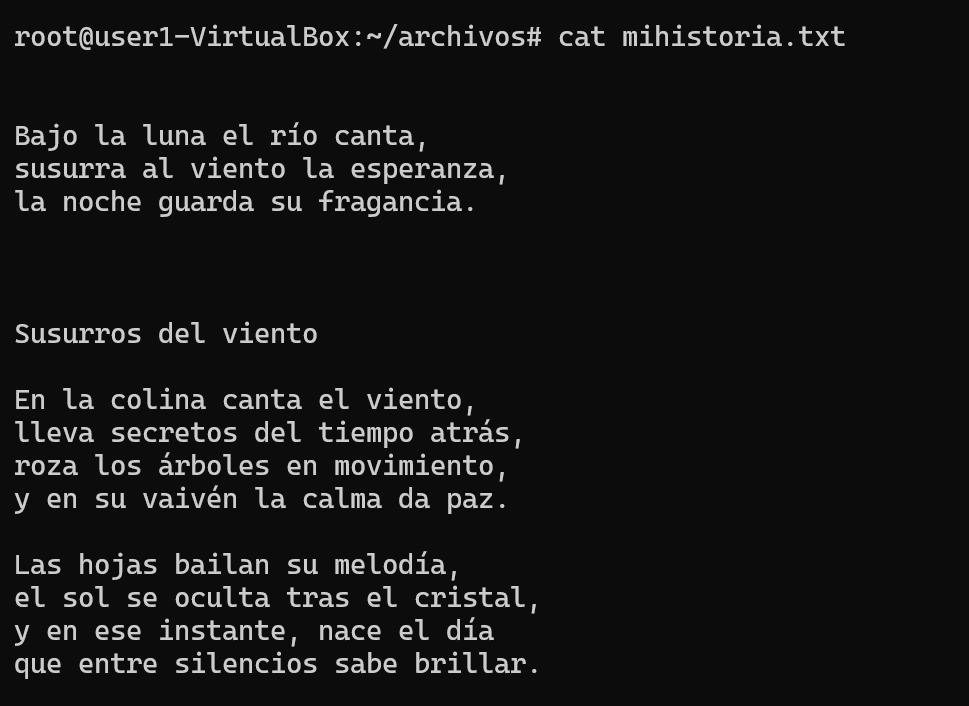 root@user1-VirtualBox:~/archivos# cat mihistoria.txt
Bajo la luna el río canta,
susurra al viento la esperanza,
la noche guarda su fragancia.
Susurros del viento
En la colina canta el viento,
lleva secretos del tiempo atrás,
roza los árboles en movimiento,
y en su vaivén la calma da paz.
Las hojas bailan su melodía,
el sol se oculta tras el cristal,
y en ese instante, nace el día
que entre silencios sabe brillar.